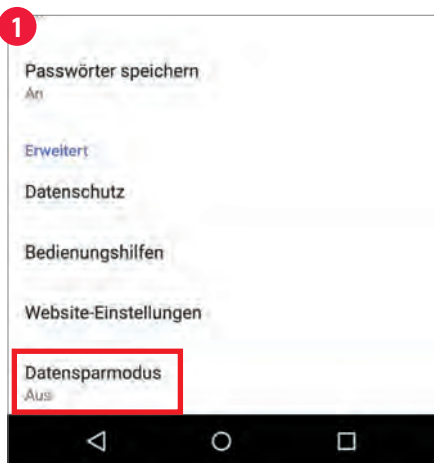 1
Passwörter speichern
An
Erweitert
Datenschutz
Bedienungshilfen
Website-Einstellungen
Datensparmodus
Aus